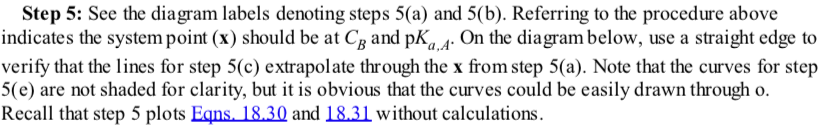 Step 5: See the diagram labels denoting steps 5(a) and 5(b). Referring to the procedure above
indicates the system point (x) should be at C_B and pK_{a,A}. On the diagram below, use a straight edge to
verify that the lines for step 5(c) extrapolate through the x from step 5(a). Note that the curves for step
5(e) are not shaded for clarity, but it is obvious that the curves could be easily drawn through o.
Recall that step 5 plots Eqns. 18.30 and 18.31 without calculations.